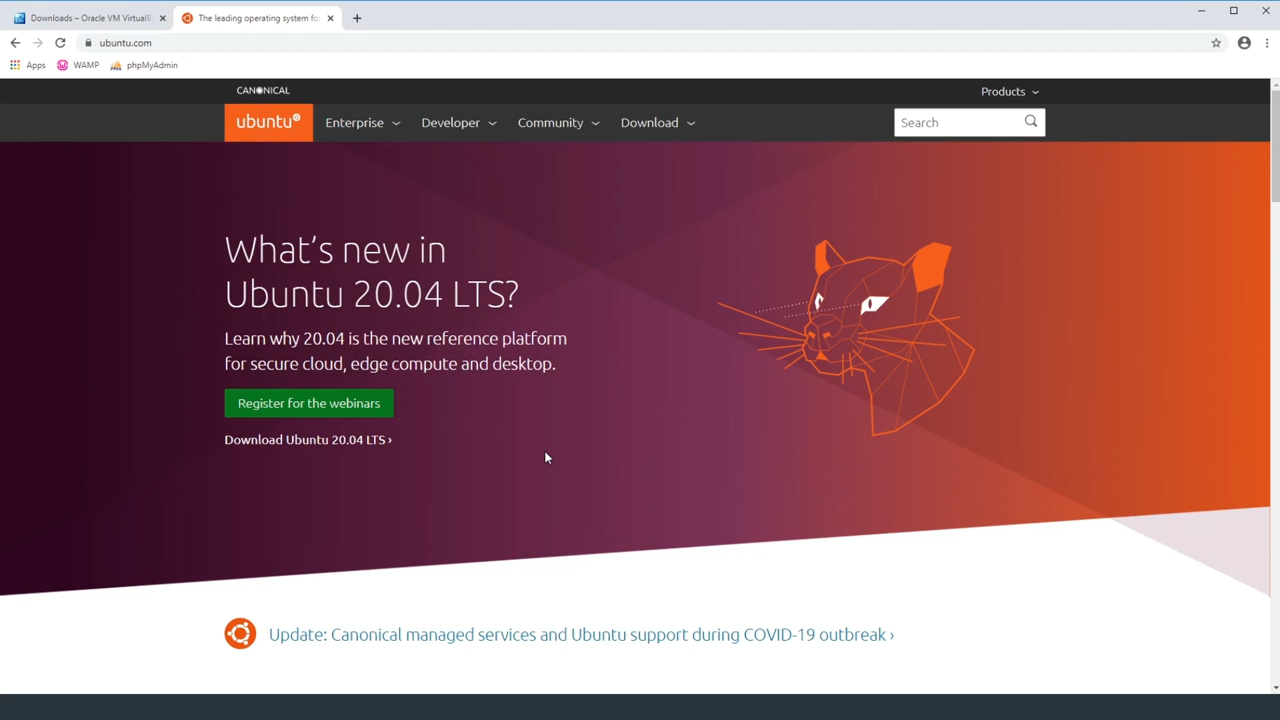 Downloads – Oracle VM VirtualB
The leading operating system fo
ubuntu.com
Apps
WAMP
phpMyAdmin
CANONICAL
Products
ubuntu
Enterprise
Developer
Community
Download
Search
What's new in
Ubuntu 20.04 LTS?
Learn why 20.04 is the new reference platform
for secure cloud, edge compute and desktop.
Register for the webinars
Download Ubuntu 20.04 LTS ›
Update: Canonical managed services and Ubuntu support during COVID-19 outbreak ›